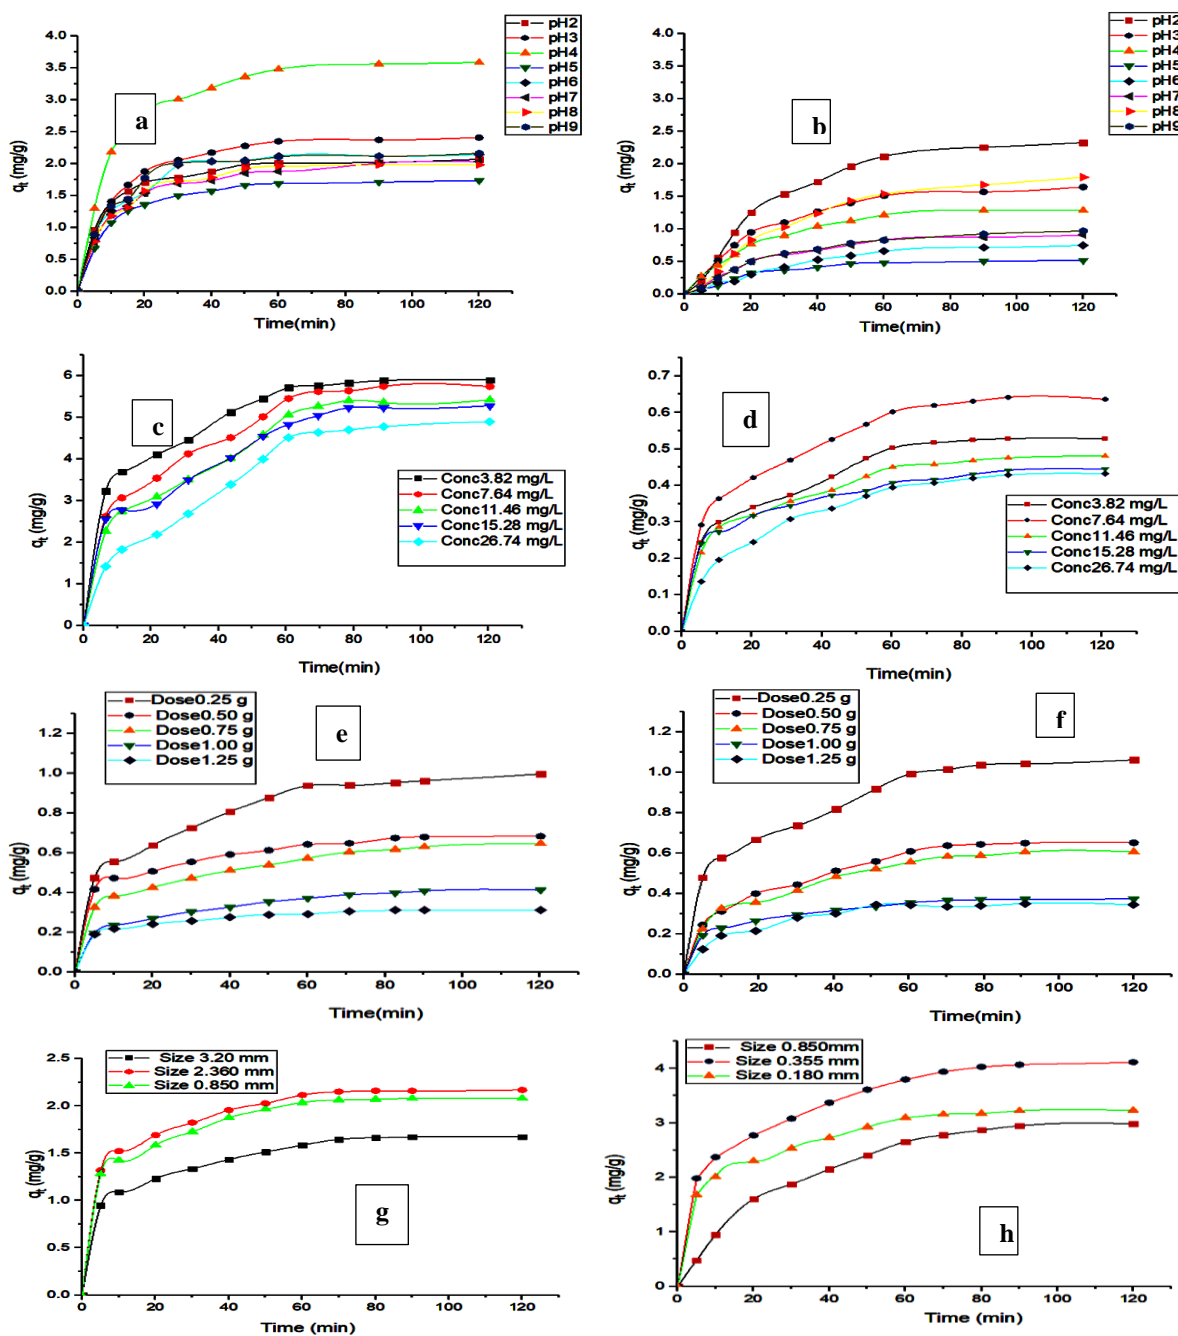 pH2
pH3
pH4
pH5
pH6
pH7
pH8
pH9
a
4.0
3.5
3.0
2.5
2.0
1.5
1.0
0.5
0.0
qt (mg/g)
0 20 40 60 80 100 120
Time(min)
pH2
pH3
pH4
pH5
pH6
pH7
pH8
pH9
b
4.0
3.5
3.0
2.5
2.0
1.5
1.0
0.5
0.0
qt (mg/g)
0 20 40 60 80 100 120
Time(min)
c
6
5
4
3
2
1
0
qt (mg/g)
Conc3.82 mg/L
Conc7.64 mg/L
Conc11.46 mg/L
Conc15.28 mg/L
Conc26.74 mg/L
0 20 40 60 80 100 120
Time(min)
d
0.7
0.6
0.5
0.4
0.3
0.2
0.1
0.0
qt (mg/g)
Conc3.82 mg/L
Conc7.64 mg/L
Conc11.46 mg/L
Conc15.28 mg/L
Conc26.74 mg/L
0 20 40 60 80 100 120
Time(min)
Dose0.25 g
Dose0.50 g
Dose0.75 g
Dose1.00 g
Dose1.25 g
e
1.2
1.0
0.8
0.6
0.4
0.2
0.0
qt (mg/g)
0 20 40 60 80 100 120
Time (min)
Dose0.25 g
Dose0.50 g
Dose0.75 g
Dose1.00 g
Dose1.25 g
f
1.2
1.0
0.8
0.6
0.4
0.2
0.0
qt (mg/g)
0 20 40 60 80 100 120
Time (min)
Size 3.20 mm
Size 2.360 mm
Size 0.850 mm
g
2.5
2.0
1.5
1.0
0.5
0.0
qt (mg/g)
0 20 40 60 80 100 120
Time (min)
Size 0.850mm
Size 0.355 mm
Size 0.180 mm
h
4
3
2
1
0
qt (mg/g)
0 20 40 60 80 100 120
Time (min)